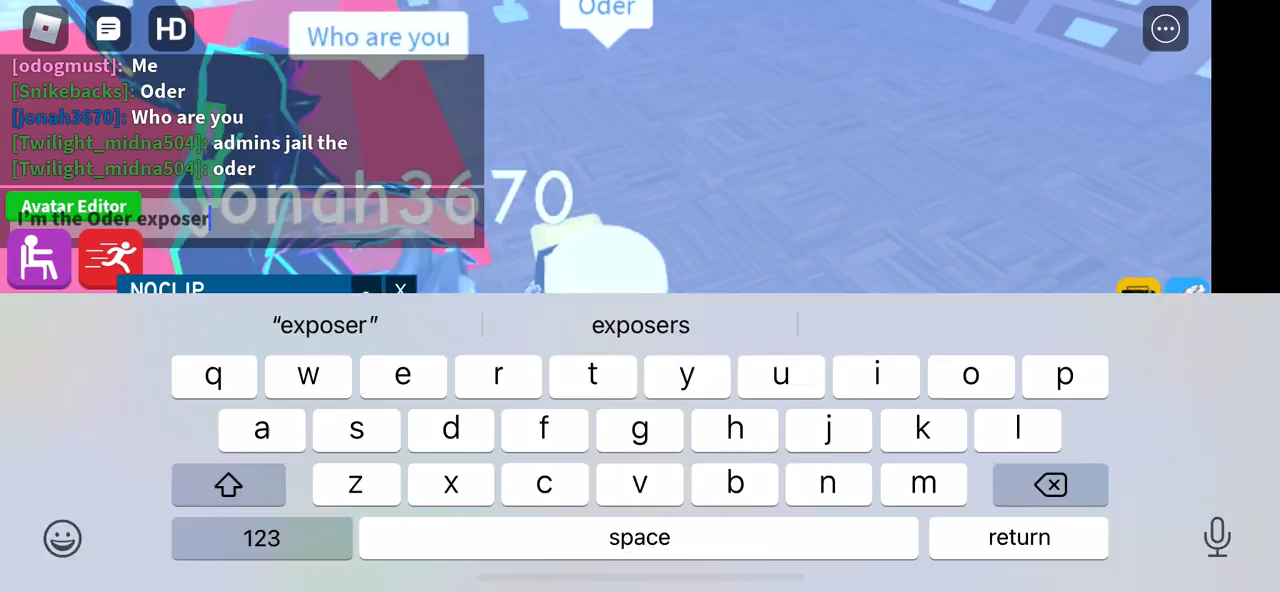 HD
Who are you
Oder
[odogmust]: Me
[Snikebacks]: Oder
[jonah3670]: Who are you
[Twilight_midna504]: admins jail the
[Twilight_midna504]: oder
Avatar Editor
I'm the Oder exposer
jonah3670
NOCLIP - X
“exposer” exposers
q w e r t y u i o p
a s d f g h j k l
z x c v b n m
123 space return